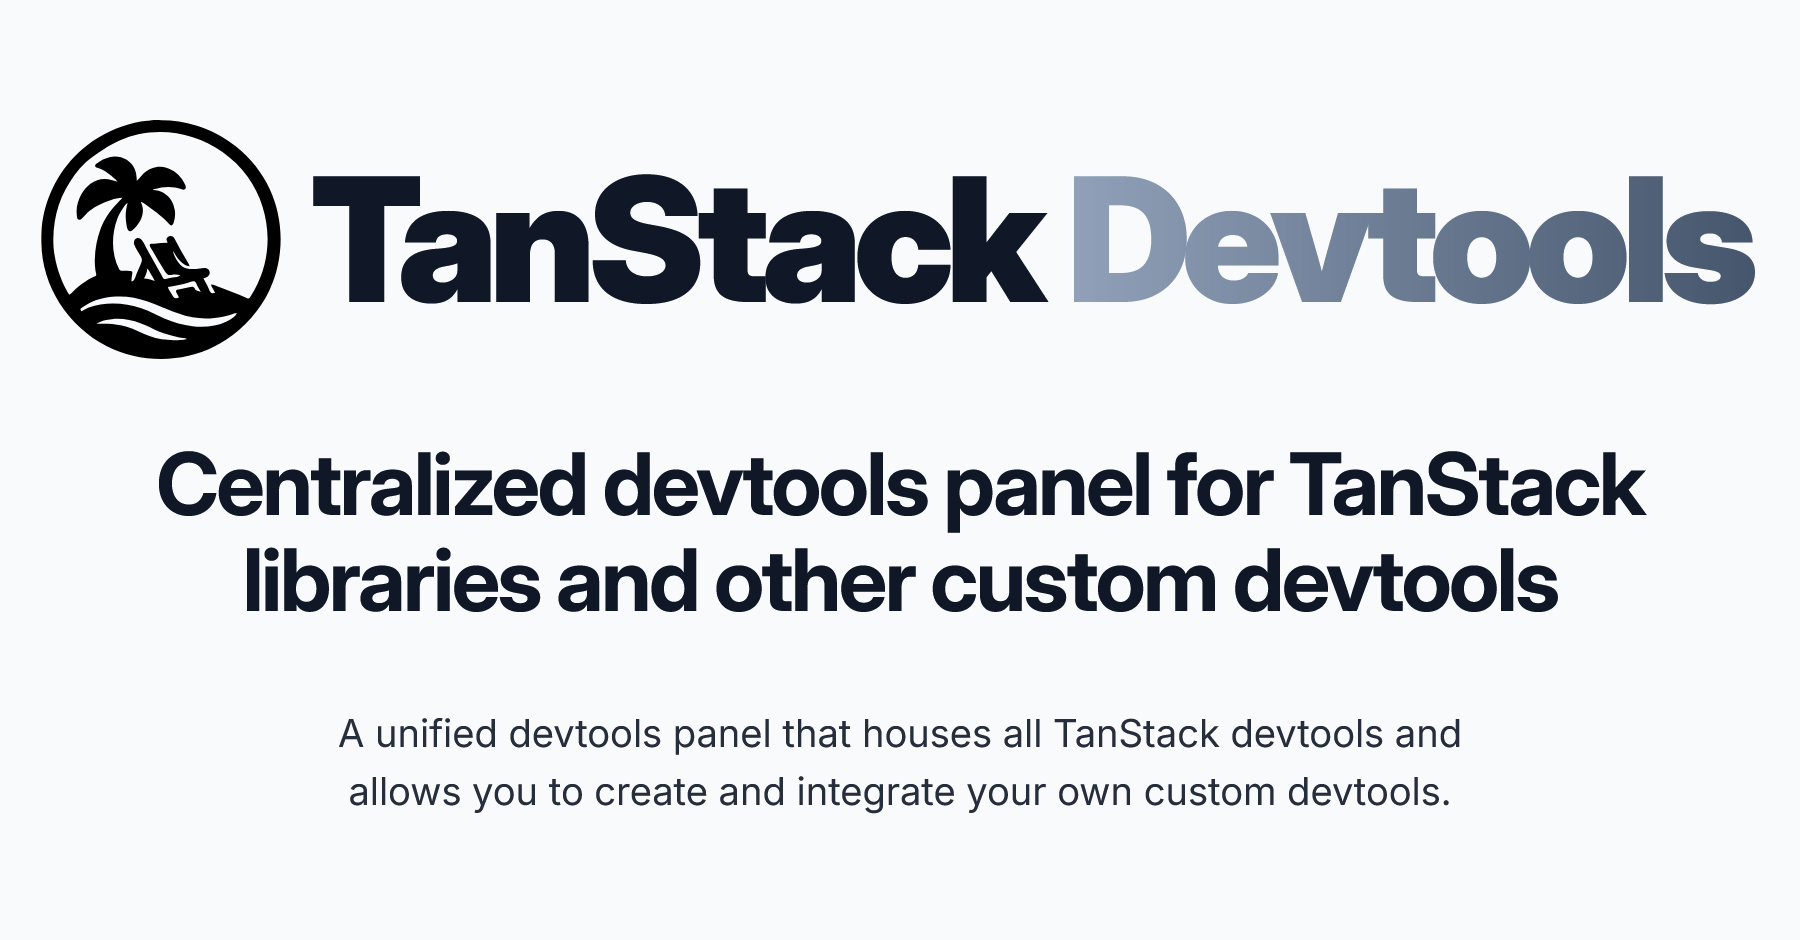 TanStack Devtools
Centralized devtools panel for TanStack
libraries and other custom devtools
A unified devtools panel that houses all TanStack devtools and
allows you to create and integrate your own custom devtools.